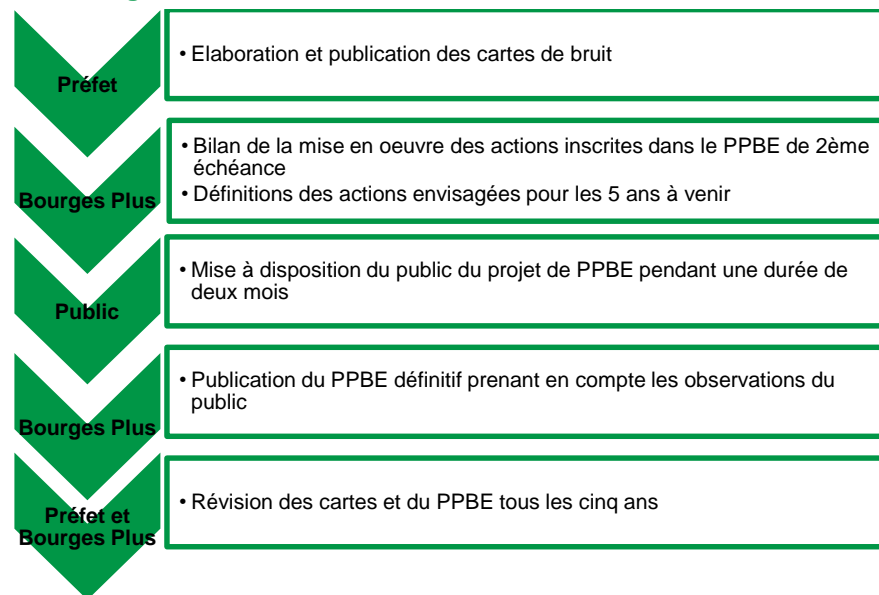 Préfet
• Elaboration et publication des cartes de bruit
Bourges Plus
• Bilan de la mise en oeuvre des actions inscrites dans le PPBE de 2ème
échéance
• Définitions des actions envisagées pour les 5 ans à venir
Public
• Mise à disposition du public du projet de PPBE pendant une durée de
deux mois
Bourges Plus
• Publication du PPBE définitif prenant en compte les observations du
public
Préfet et
Bourges Plus
• Révision des cartes et du PPBE tous les cinq ans